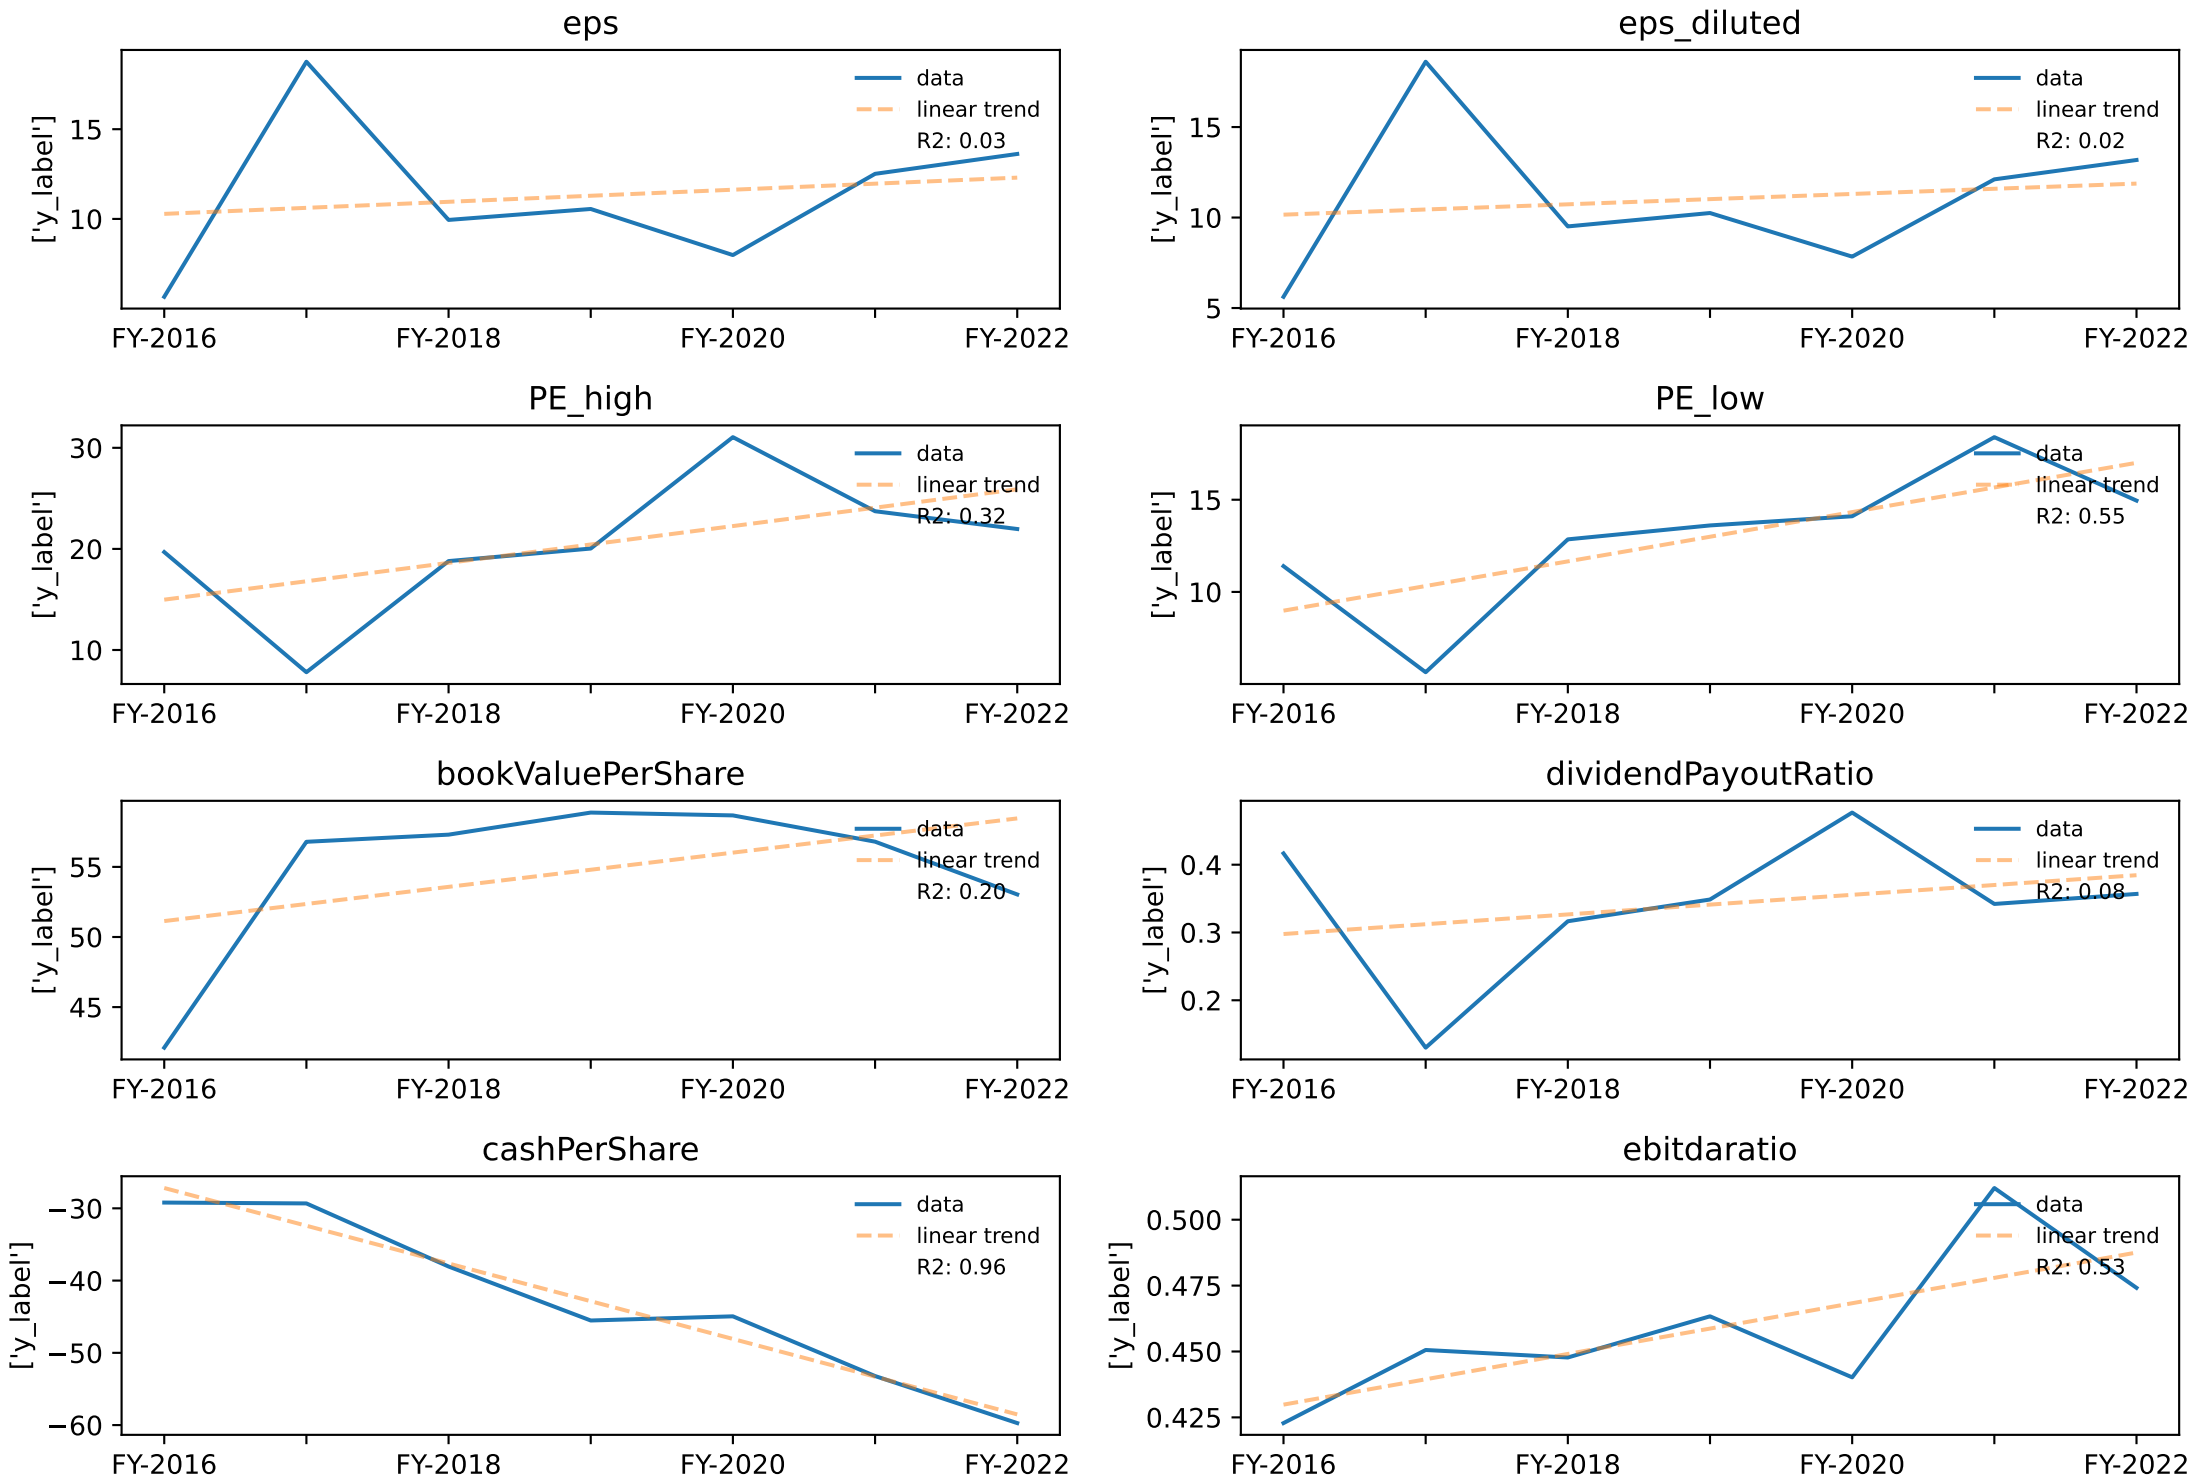 eps
['y_label']
15
10
data
linear trend
R2: 0.03
FY-2016
FY-2018
FY-2020
FY-2022
eps_diluted
['y_label']
15
10
5
data
linear trend
R2: 0.02
FY-2016
FY-2018
FY-2020
FY-2022
PE_high
['y_label']
30
20
10
data
linear trend
R2: 0.32
FY-2016
FY-2018
FY-2020
FY-2022
PE_low
['y_label']
15
10
data
linear trend
R2: 0.55
FY-2016
FY-2018
FY-2020
FY-2022
bookValuePerShare
['y_label']
55
50
45
data
linear trend
R2: 0.20
FY-2016
FY-2018
FY-2020
FY-2022
dividendPayoutRatio
['y_label']
0.4
0.3
0.2
data
linear trend
R2: 0.08
FY-2016
FY-2018
FY-2020
FY-2022
cashPerShare
['y_label']
−30
−40
−50
−60
data
linear trend
R2: 0.96
FY-2016
FY-2018
FY-2020
FY-2022
ebitdaratio
['y_label']
0.500
0.475
0.450
0.425
data
linear trend
R2: 0.53
FY-2016
FY-2018
FY-2020
FY-2022